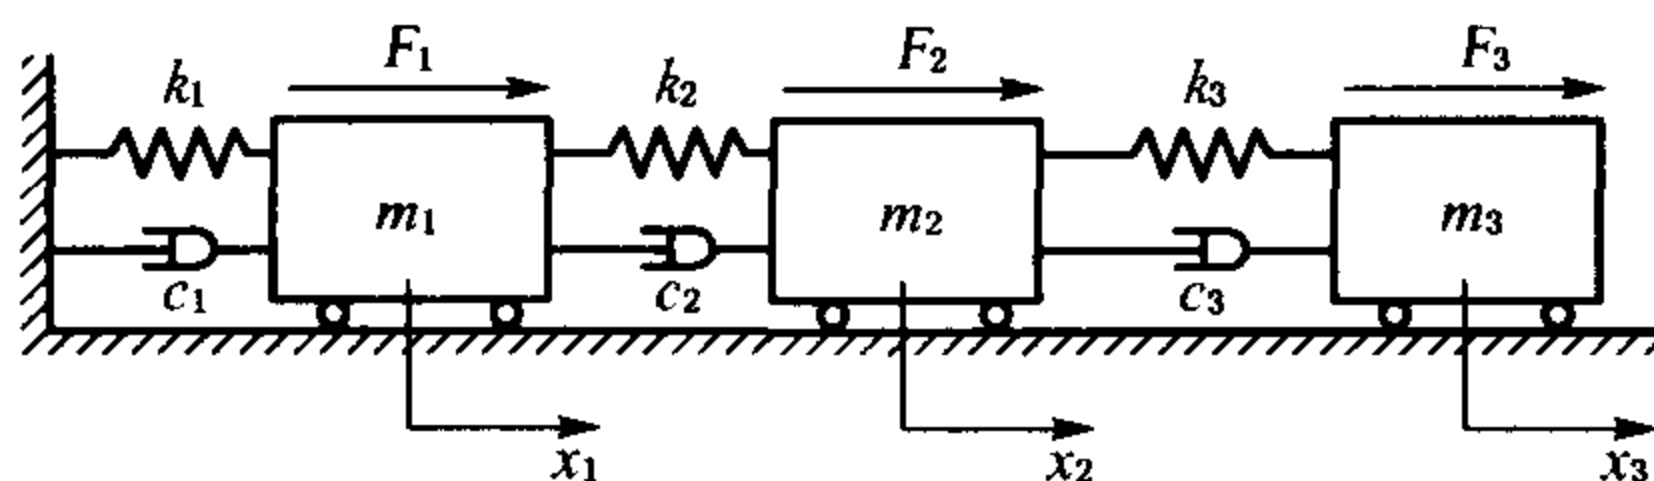 F₁ F₂ F₃
k₁ k₂ k₃
m₁ m₂ m₃
c₁ c₂ c₃
x₁ x₂ x₃